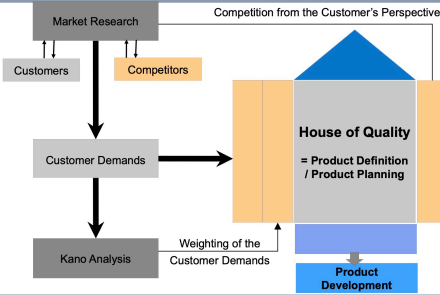 Competition from the Customer's Perspective
Market Research
Customers
Competitors
House of Quality
= Product Definition
/ Product Planning
Customer Demands
Weighting of the
Customer Demands
Kano Analysis
Product
Development